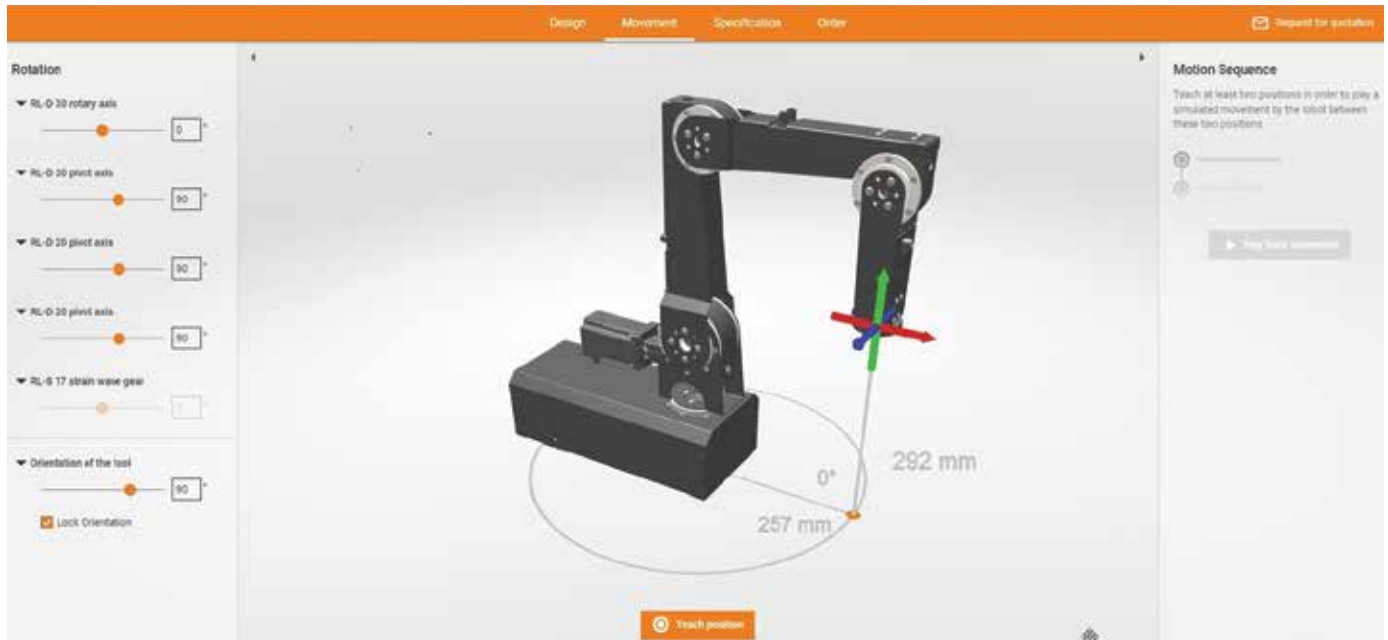 Design
Movement
Specification
Order
Request for quotation
Rotation
RL-D 30 rotary axis
0°
RL-D 30 pivot axis
90°
RL-D 20 pivot axis
90°
RL-D 20 pivot axis
90°
RL-S 17 strain wave gear
Orientation of the tool
90°
Lock Orientation
292 mm
0°
257 mm
Teach position
Motion Sequence
Teach at least two positions in order to play a
simulated movement by the robot between
these two positions